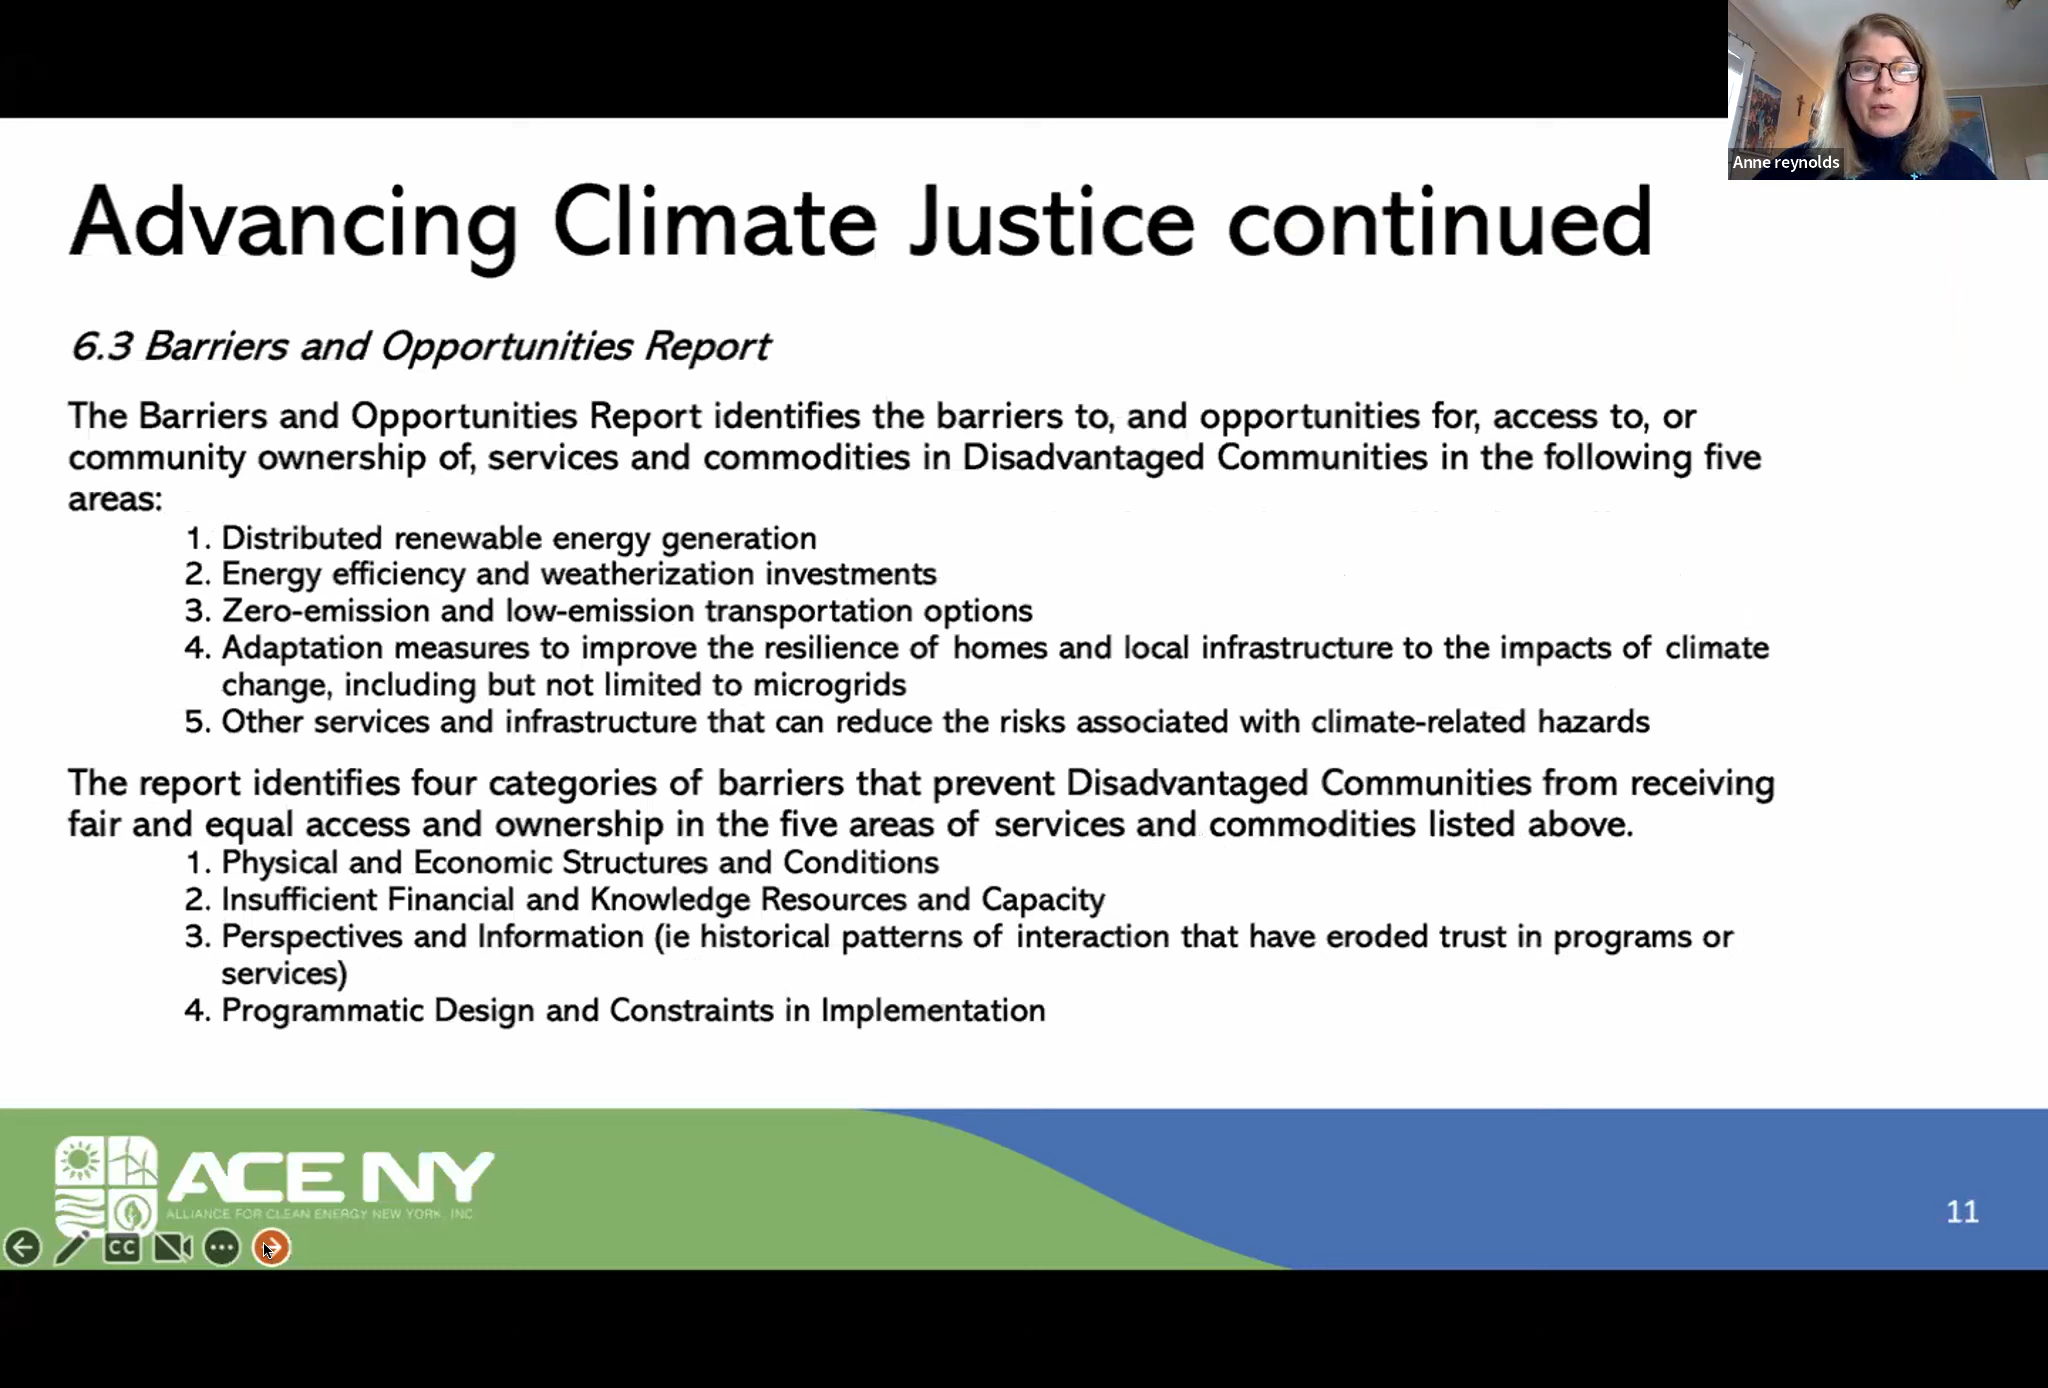 Anne reynolds
Advancing Climate Justice continued
6.3 Barriers and Opportunities Report
The Barriers and Opportunities Report identifies the barriers to, and opportunities for, access to, or
community ownership of, services and commodities in Disadvantaged Communities in the following five
areas:
1. Distributed renewable energy generation
2. Energy efficiency and weatherization investments
3. Zero-emission and low-emission transportation options
4. Adaptation measures to improve the resilience of homes and local infrastructure to the impacts of climate
change, including but not limited to microgrids
5. Other services and infrastructure that can reduce the risks associated with climate-related hazards
The report identifies four categories of barriers that prevent Disadvantaged Communities from receiving
fair and equal access and ownership in the five areas of services and commodities listed above.
1. Physical and Economic Structures and Conditions
2. Insufficient Financial and Knowledge Resources and Capacity
3. Perspectives and Information (ie historical patterns of interaction that have eroded trust in programs or
services)
4. Programmatic Design and Constraints in Implementation
ACE NY
ALLIANCE FOR CLEAN ENERGY NEW YORK, INC
CC
11